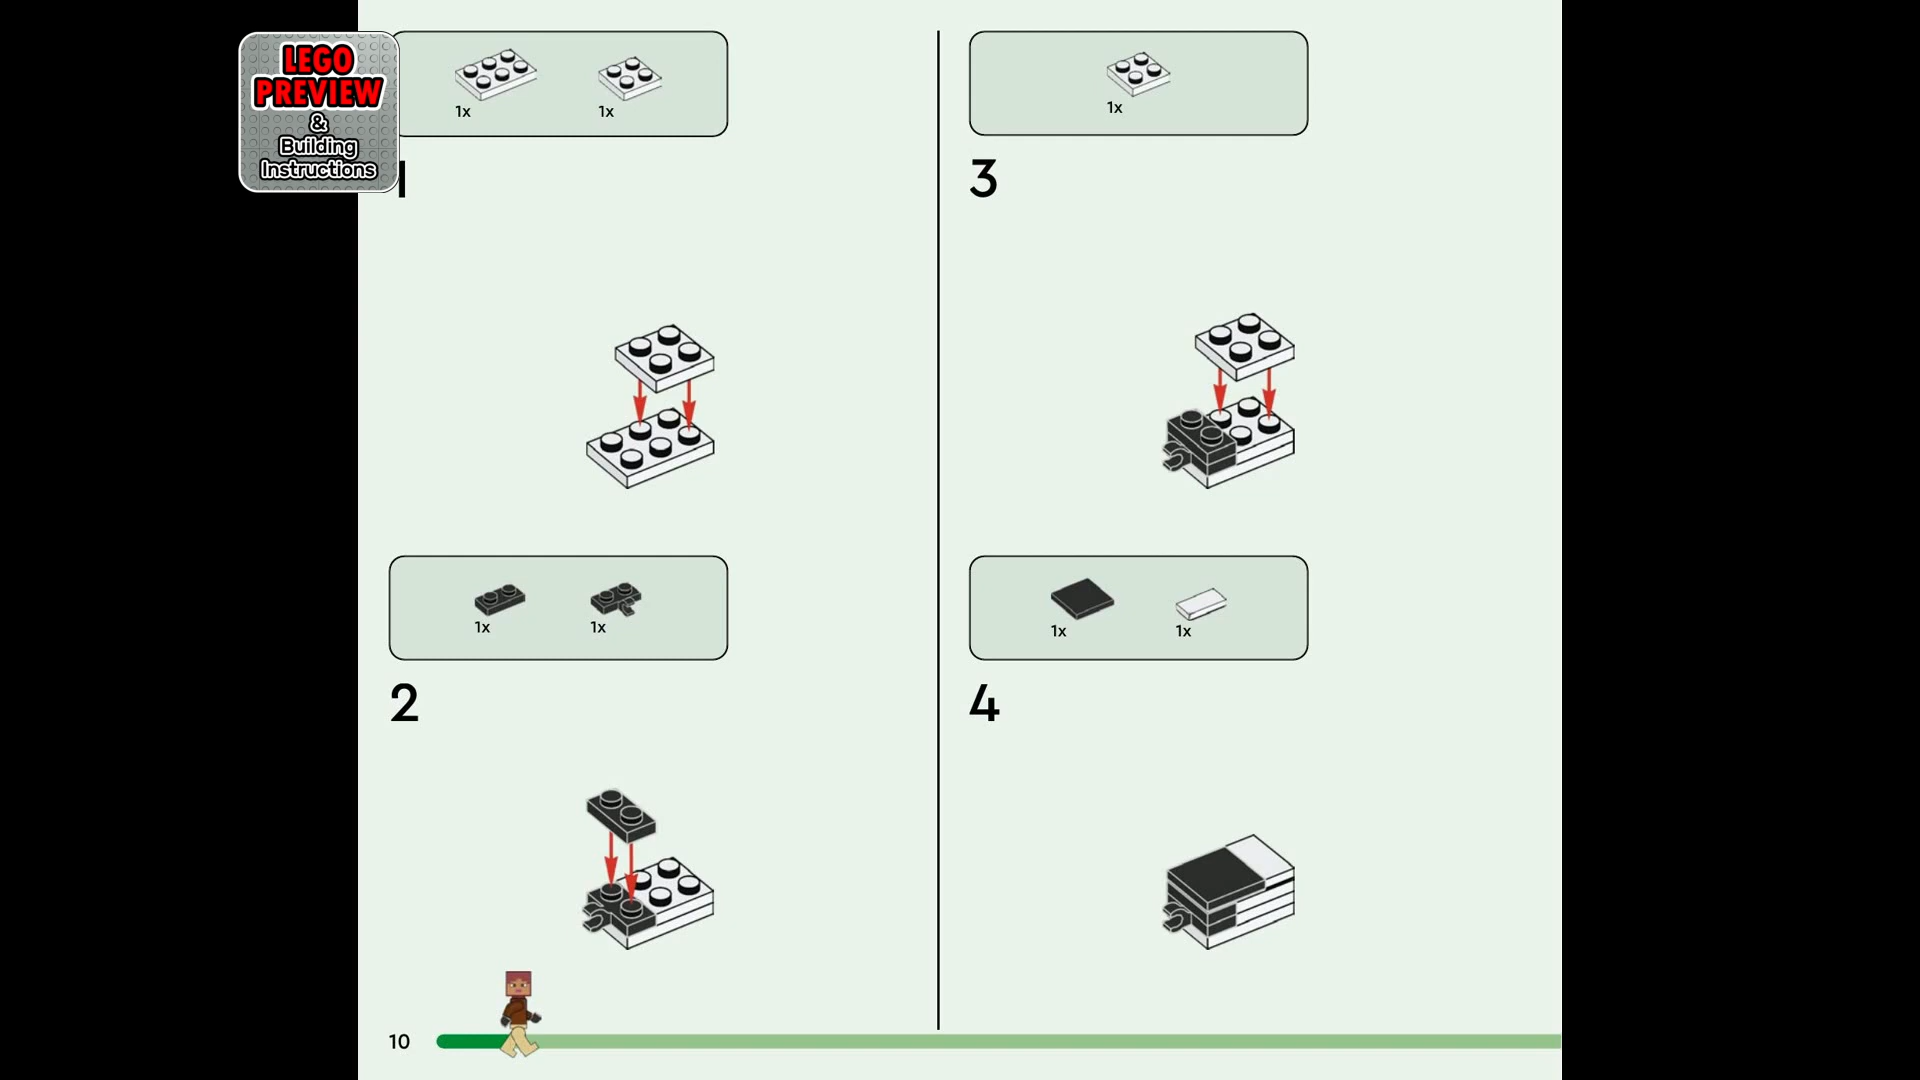 LEGO
PREVIEW
&
Building
Instructions
1x 1x
1
1x 1x
2
1x
3
1x 1x
4
10